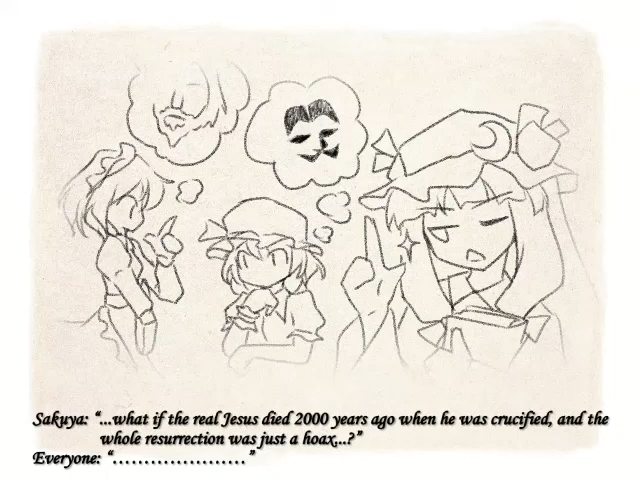 Sakuya: “...what if the real Jesus died 2000 years ago when he was crucified, and the
whole resurrection was just a hoax...?”
Everyone: “.....................”